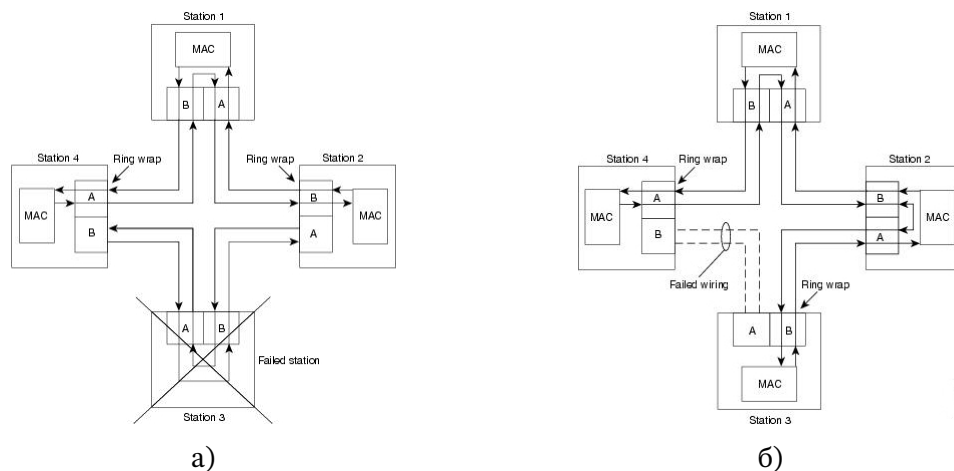 Station 1
MAC
B A
Station 4
Ring wrap
Ring wrap
Station 2
A
MAC
B
B
MAC
A
A B
Failed station
Station 3
а)
Station 1
MAC
B A
Station 4
Ring wrap
Station 2
A
MAC
B
B
MAC
A
Failed wiring
Ring wrap
A B
MAC
Station 3
б)